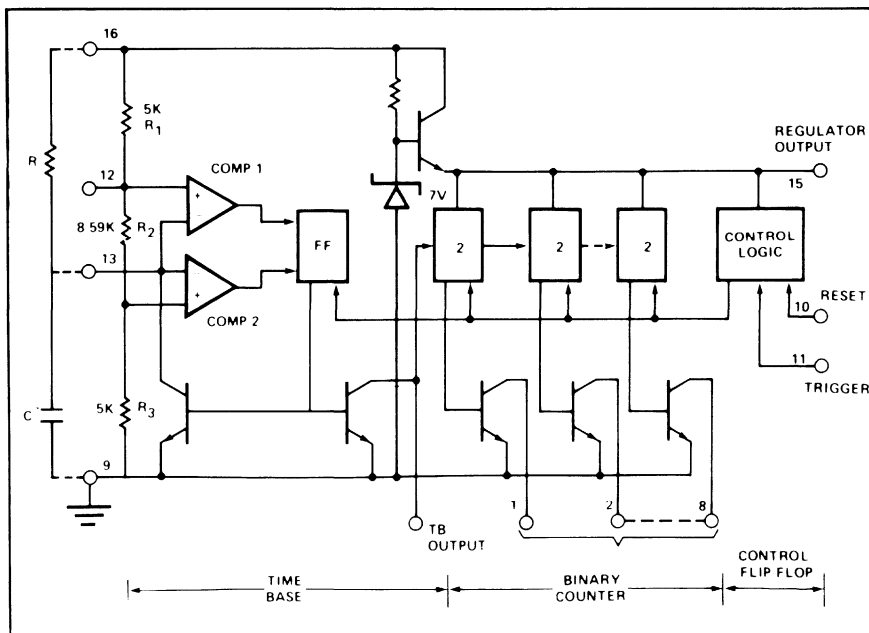 16
5K
R1
R
COMP 1
12
8 59K
R2
13
COMP 2
FF
+
-
+
7V
2
2
2
CONTROL
LOGIC
REGULATOR
OUTPUT
15
RESET
10
11
TRIGGER
5K
R3
C
9
TB
OUTPUT
1
2
8
TIME
BASE
BINARY
COUNTER
CONTROL
FLIP FLOP